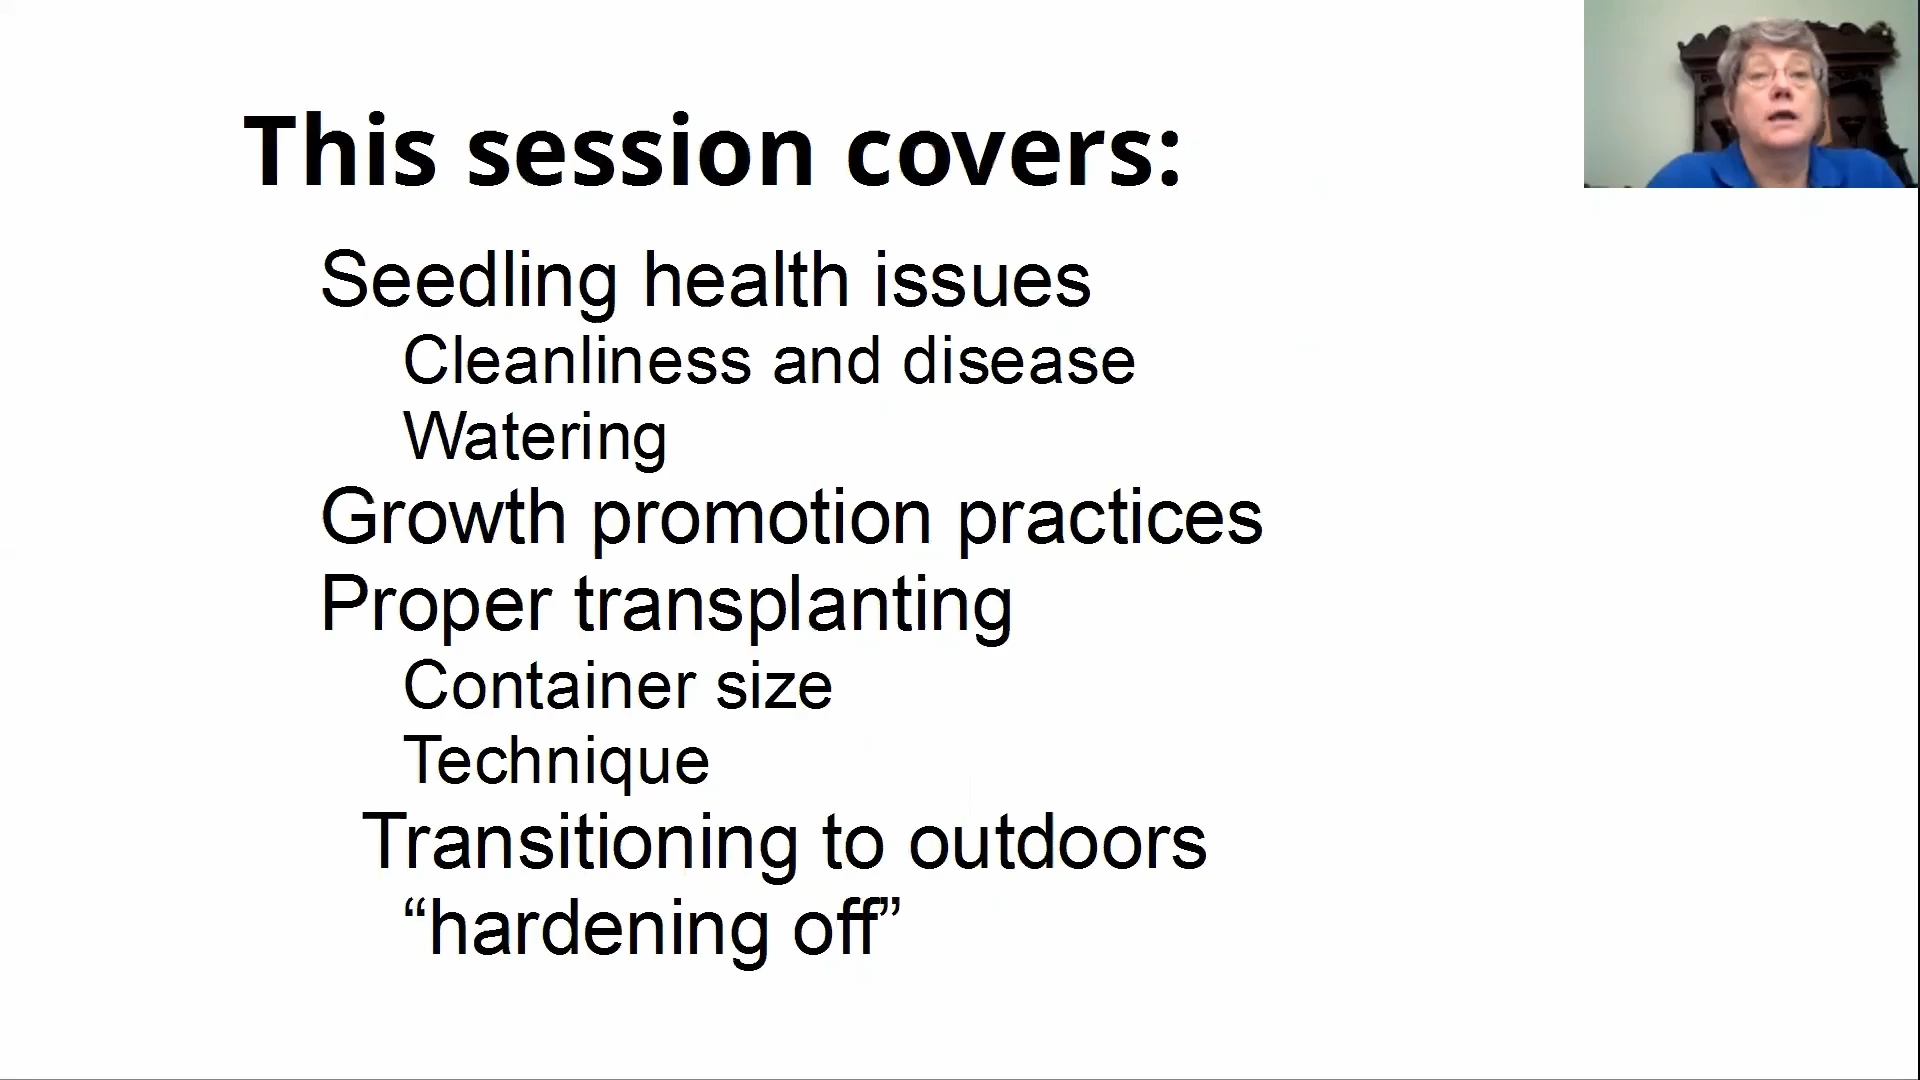 This session covers:
Seedling health issues
Cleanliness and disease
Watering
Growth promotion practices
Proper transplanting
Container size
Technique
Transitioning to outdoors
“hardening off”